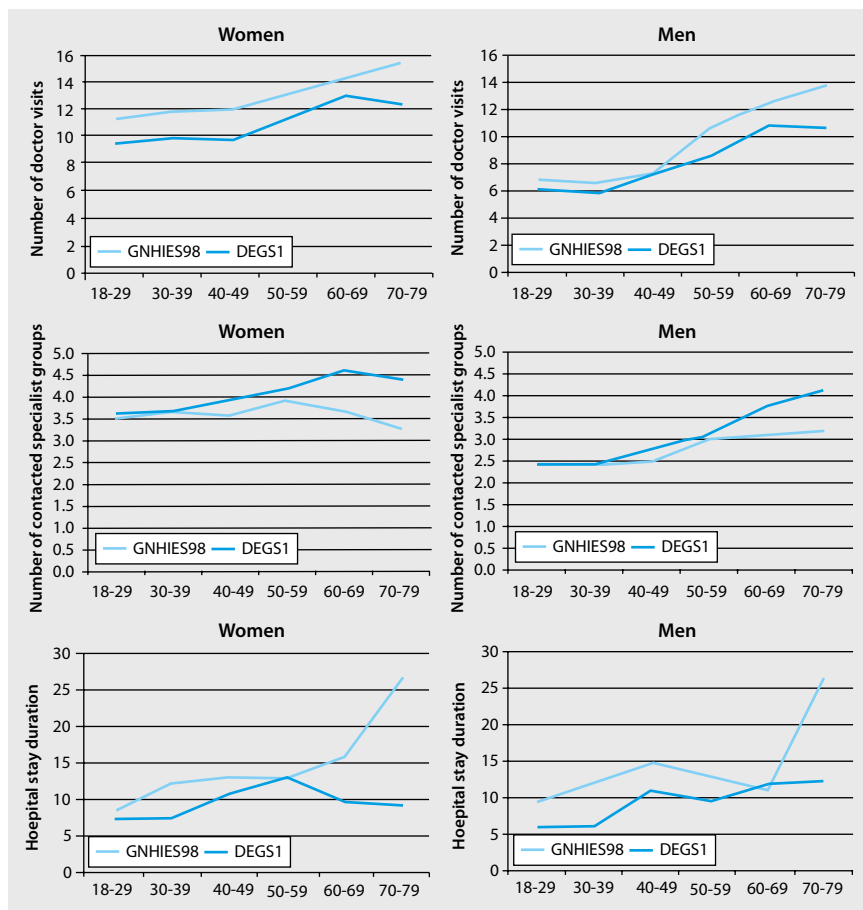 Women
Number of doctor visits
16
14
12
10
8
6
4
2
0
GNHIES98 DEGS1
18-29 30-39 40-49 50-59 60-69 70-79
Men
Number of doctor visits
16
14
12
10
8
6
4
2
0
GNHIES98 DEGS1
18-29 30-39 40-49 50-59 60-69 70-79
Women
Number of contacted specialist groups
5.0
4.5
4.0
3.5
3.0
2.5
2.0
1.5
1.0
0.5
0.0
GNHIES98 DEGS1
18-29 30-39 40-49 50-59 60-69 70-79
Men
Number of contacted specialist groups
5.0
4.5
4.0
3.5
3.0
2.5
2.0
1.5
1.0
0.5
0.0
GNHIES98 DEGS1
18-29 30-39 40-49 50-59 60-69 70-79
Women
Hoepital stay duration
30
25
20
15
10
5
0
GNHIES98 DEGS1
18-29 30-39 40-49 50-59 60-69 70-79
Men
Hoepital stay duration
30
25
20
15
10
5
0
GNHIES98 DEGS1
18-29 30-39 40-49 50-59 60-69 70-79